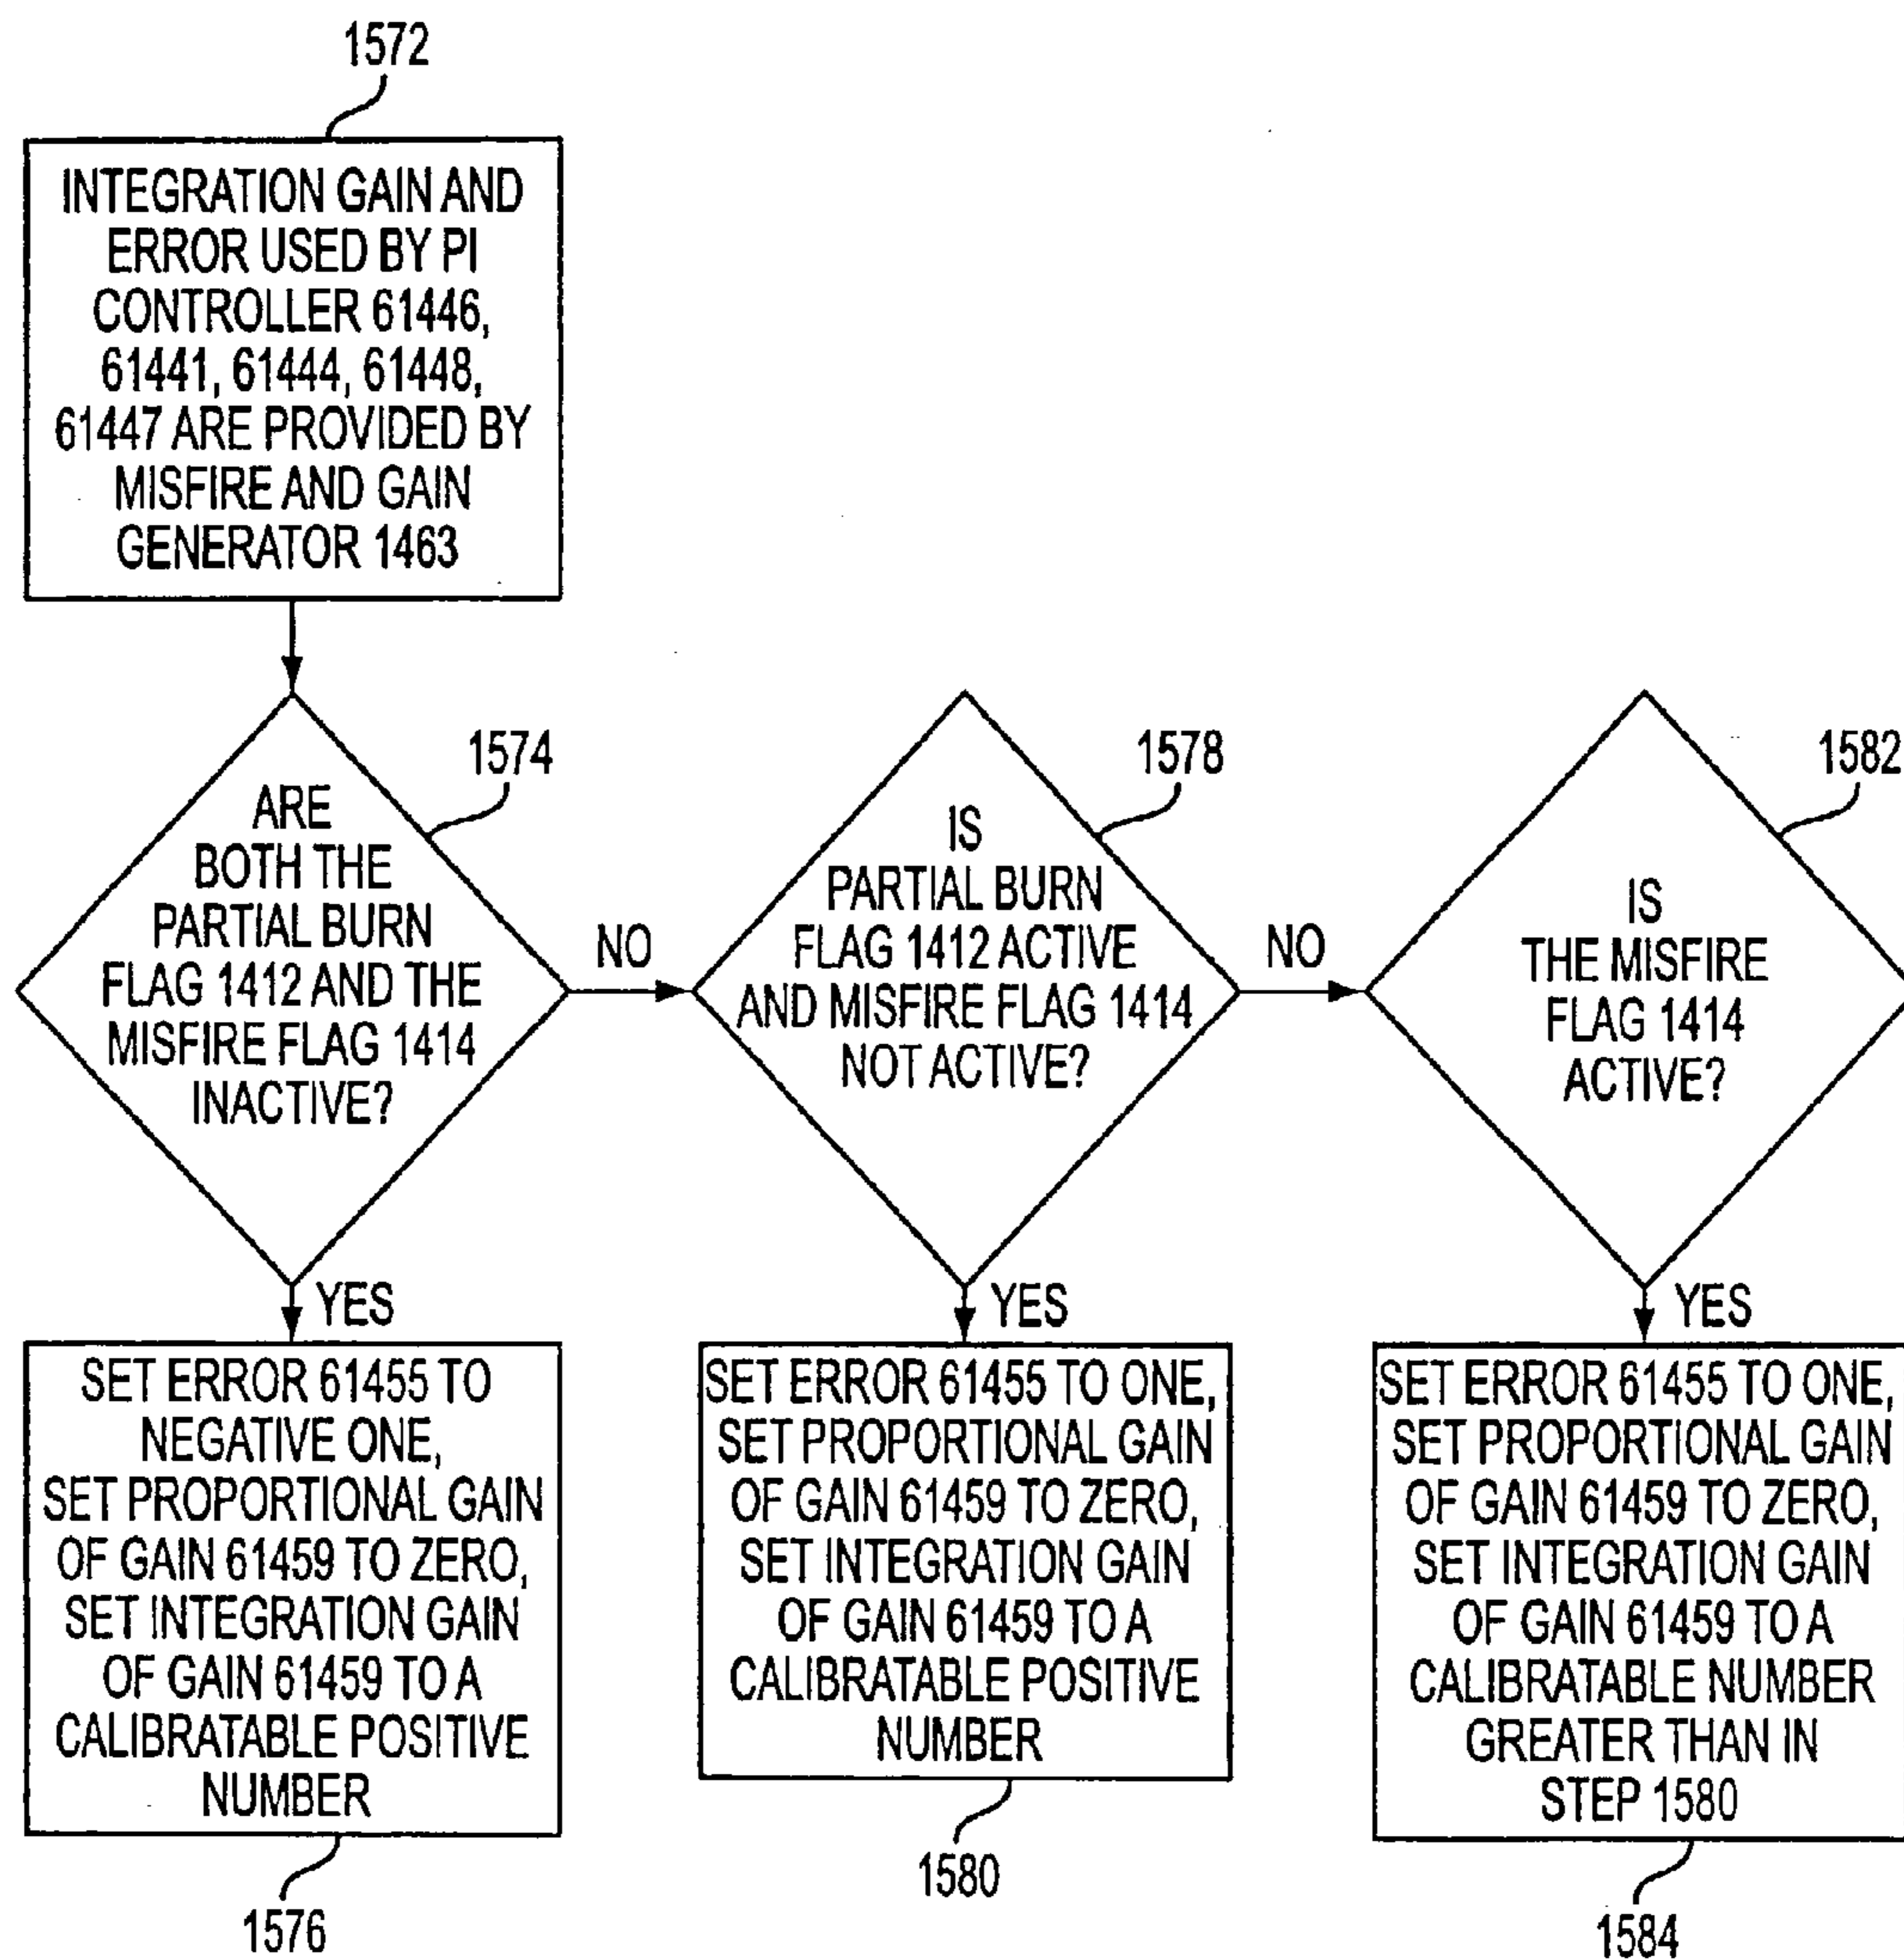 1572
INTEGRATION GAIN AND
ERROR USED BY PI
CONTROLLER 61446,
61441, 61444, 61448,
61447 ARE PROVIDED BY
MISFIRE AND GAIN
GENERATOR 1463
1574
ARE
BOTH THE
PARTIAL BURN
FLAG 1412 AND THE
MISFIRE FLAG 1414
INACTIVE?
NO
1578
IS
PARTIAL BURN
FLAG 1412 ACTIVE
AND MISFIRE FLAG 1414
NOT ACTIVE?
NO
1582
IS
THE MISFIRE
FLAG 1414
ACTIVE?
YES
SET ERROR 61455 TO
NEGATIVE ONE,
SET PROPORTIONAL GAIN
OF GAIN 61459 TO ZERO,
SET INTEGRATION GAIN
OF GAIN 61459 TO A
CALIBRATABLE POSITIVE
NUMBER
1576
YES
SET ERROR 61455 TO ONE,
SET PROPORTIONAL GAIN
OF GAIN 61459 TO ZERO,
SET INTEGRATION GAIN
OF GAIN 61459 TO A
CALIBRATABLE POSITIVE
NUMBER
1580
YES
SET ERROR 61455 TO ONE,
SET PROPORTIONAL GAIN
OF GAIN 61459 TO ZERO,
SET INTEGRATION GAIN
OF GAIN 61459 TO A
CALIBRATABLE NUMBER
GREATER THAN IN
STEP 1580
1584